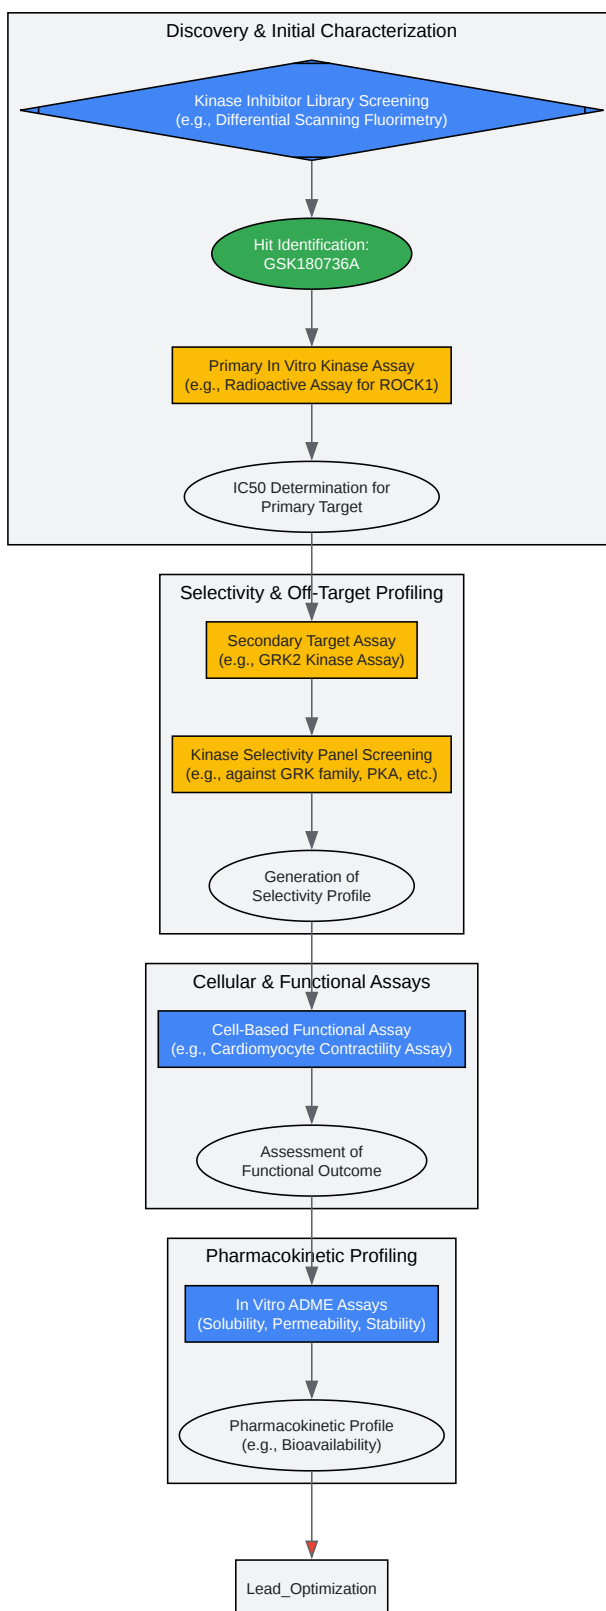 Discovery & Initial Characterization
Kinase Inhibitor Library Screening
(e.g., Differential Scanning Fluorimetry)
Hit Identification:
GSK180736A
Primary In Vitro Kinase Assay
(e.g., Radioactive Assay for ROCK1)
IC50 Determination for
Primary Target
Selectivity & Off-Target Profiling
Secondary Target Assay
(e.g., GRK2 Kinase Assay)
Kinase Selectivity Panel Screening
(e.g., against GRK family, PKA, etc.)
Generation of
Selectivity Profile
Cellular & Functional Assays
Cell-Based Functional Assay
(e.g., Cardiomyocyte Contractility Assay)
Assessment of
Functional Outcome
Pharmacokinetic Profiling
In Vitro ADME Assays
(Solubility, Permeability, Stability)
Pharmacokinetic Profile
(e.g., Bioavailability)
Lead_Optimization